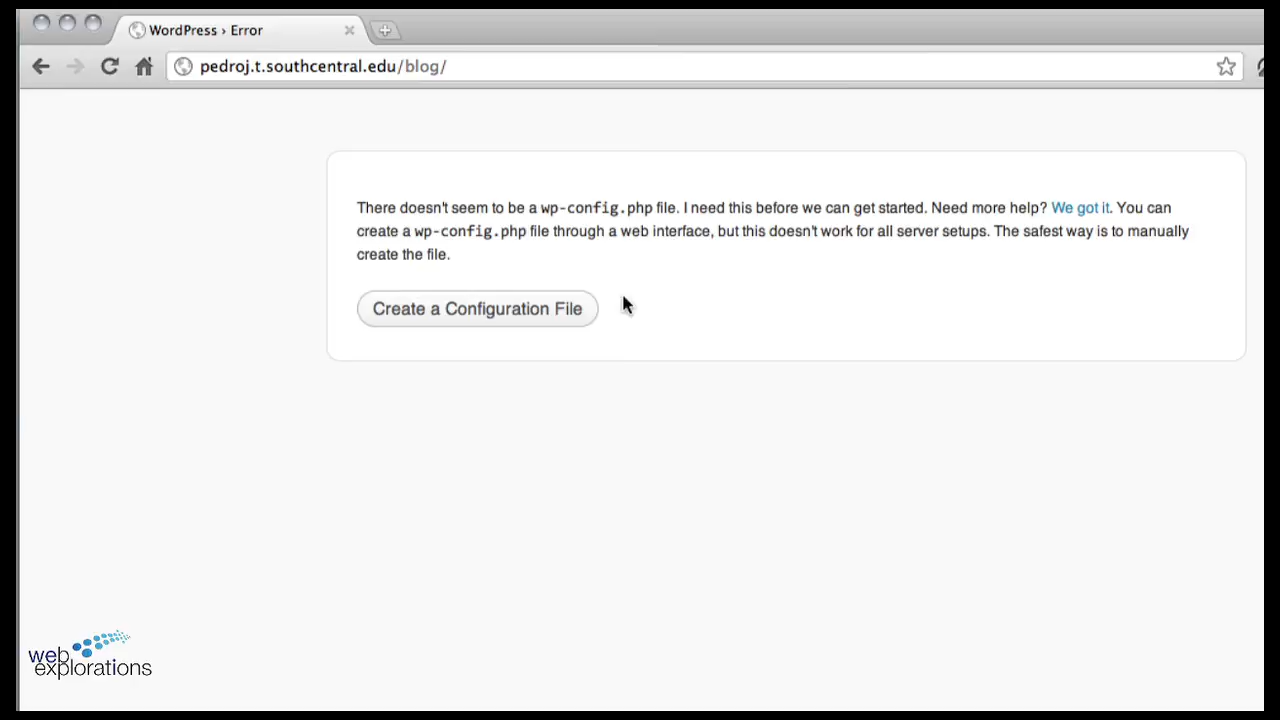 WordPress › Error
pedroj.t.southcentral.edu/blog/
There doesn't seem to be a wp-config.php file. I need this before we can get started. Need more help? We got it. You can
create a wp-config.php file through a web interface, but this doesn't work for all server setups. The safest way is to manually
create the file.
Create a Configuration File
web
explorations